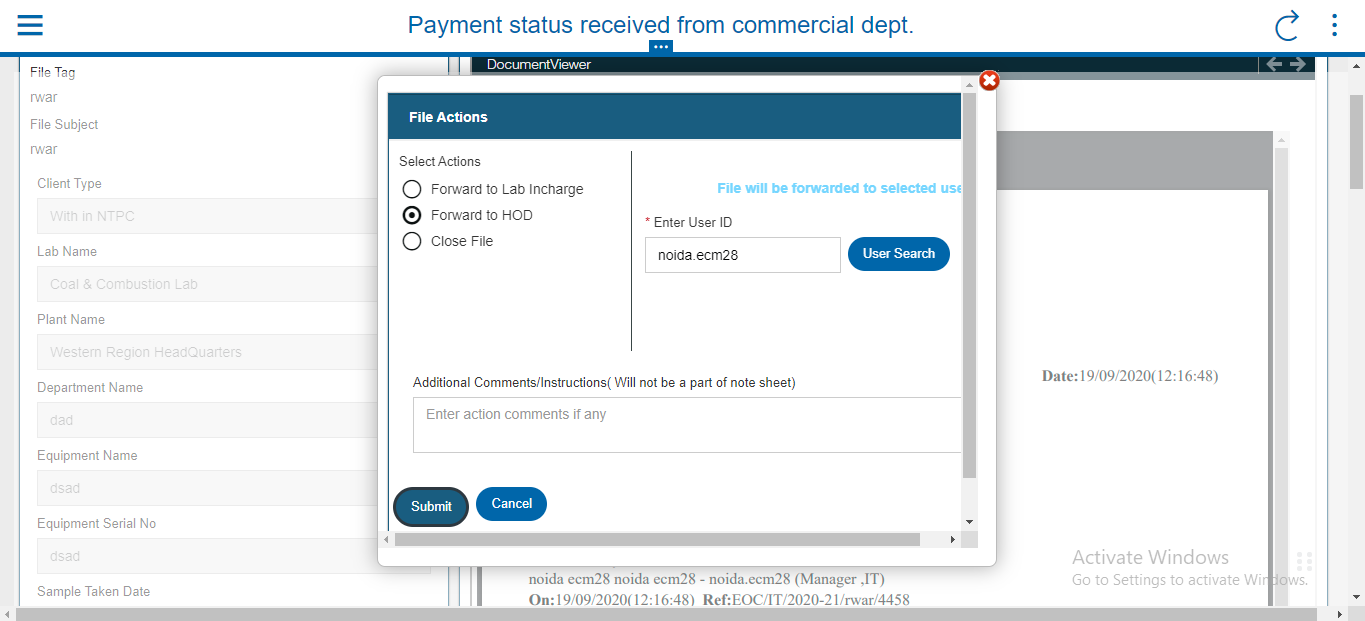 Payment status received from commercial dept.
File Tag
rwar
File Subject
rwar
Client Type
With in NTPC
Lab Name
Coal & Combustion Lab
Plant Name
Western Region HeadQuarters
Department Name
dad
Equipment Name
dsad
Equipment Serial No
dsad
Sample Taken Date
DocumentViewer
File Actions
Select Actions
Forward to Lab Incharge
Forward to HOD
Close File
File will be forwarded to selected use
* Enter User ID
noida.ecm28
User Search
Additional Comments/Instructions( Will not be a part of note sheet)
Enter action comments if any
Submit
Cancel
Date:19/09/2020(12:16:48)
noida ecm28 noida ecm28 - noida.ecm28 (Manager ,IT)
On:19/09/2020(12:16:48) Ref:EOC/IT/2020-21/rwar/4458
Activate Windows
Go to Settings to activate Windows.